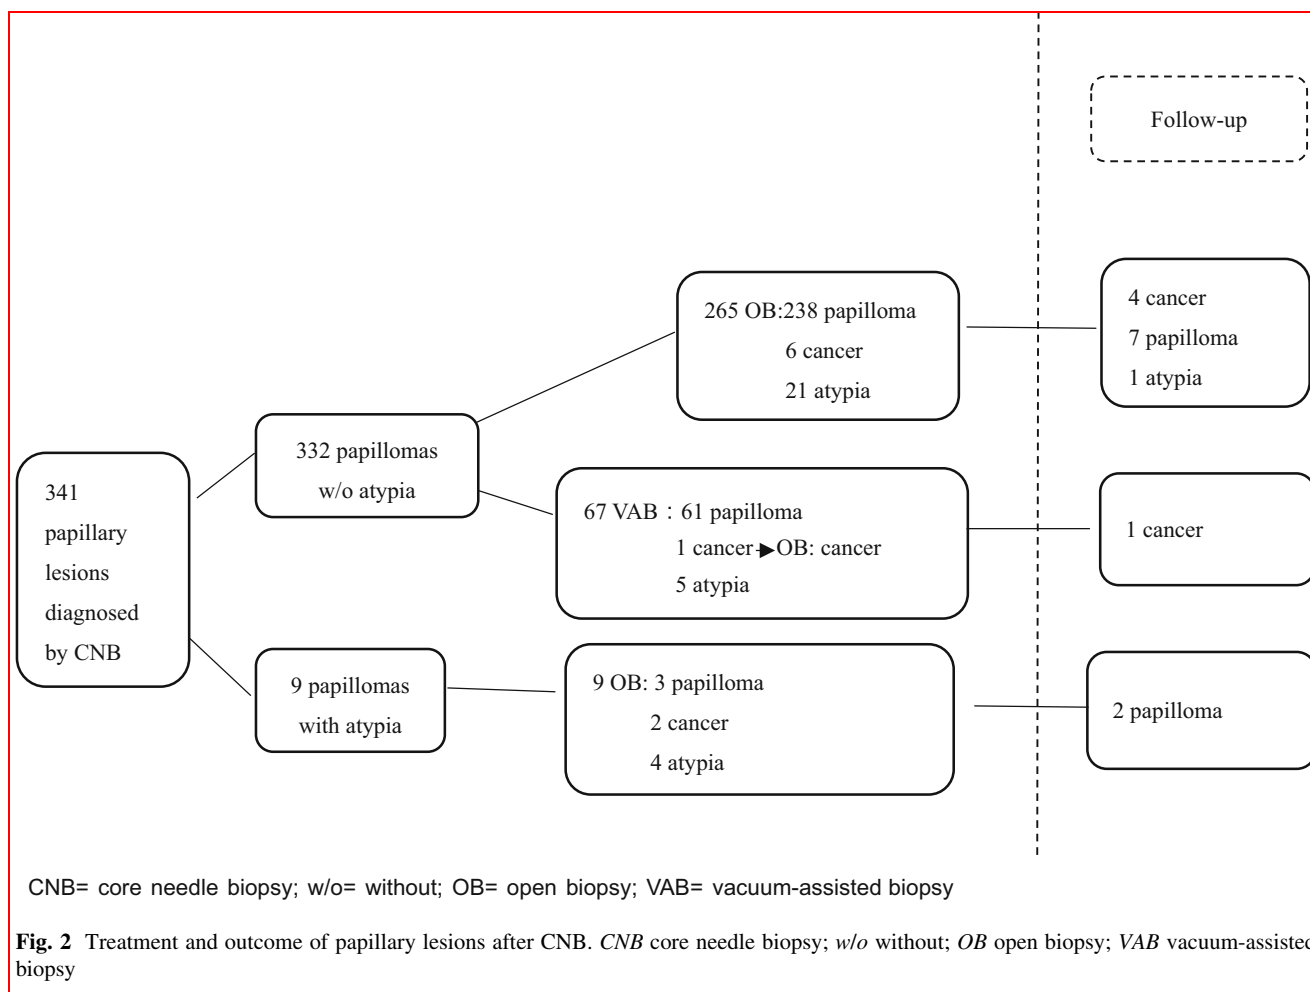 Follow-up
341
papillary
lesions
diagnosed
by CNB
332 papillomas
w/o atypia
9 papillomas
with atypia
265 OB:238 papilloma
6 cancer
21 atypia
67 VAB : 61 papilloma
1 cancer▶OB: cancer
5 atypia
9 OB: 3 papilloma
2 cancer
4 atypia
4 cancer
7 papilloma
1 atypia
1 cancer
2 papilloma
CNB= core needle biopsy; w/o= without; OB= open biopsy; VAB= vacuum-assisted biopsy
Fig. 2 Treatment and outcome of papillary lesions after CNB. CNB core needle biopsy; w/o without; OB open biopsy; VAB vacuum-assisted
biopsy